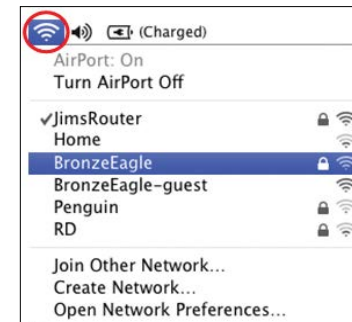 (Charged)
AirPort: On
Turn AirPort Off
✓JimsRouter
Home
BronzeEagle
BronzeEagle-guest
Penguin
RD
Join Other Network...
Create Network...
Open Network Preferences...